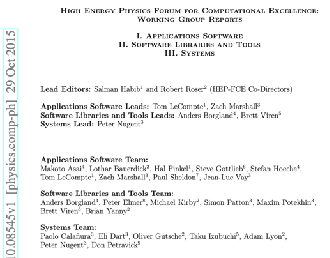 High Energy Physics Forum for Computational Excellence:
Working Group Reports
I. Applications Software
II. Software Libraries and Tools
III. Systems
Lead Editors: Salman Habib¹ and Robert Roser² (HEP-FCE Co-Directors)
Applications Software Leads: Tom LeCompte¹, Zach Marshall³
Software Libraries and Tools Leads: Anders Borgland⁴, Brett Viren⁵
Systems Lead: Peter Nugent³
Applications Software Team:
Makoto Asai⁴, Lothar Bauerdick², Hal Finkel¹, Steve Gottlieb⁶, Stefan Hoeche⁴,
Tom LeCompte¹, Zach Marshall³, Paul Sheldon⁷, Jean-Luc Vay³
Software Libraries and Tools Team:
Anders Borgland⁴, Peter Elmer⁸, Michael Kirby², Simon Patton³, Maxim Potekhin⁵,
Brett Viren⁵, Brian Yanny²
Systems Team:
Paolo Calafiura³, Eli Dart³, Oliver Gutsche², Taku Izubuchi⁵, Adam Lyon²,
Peter Nugent³, Don Petravick⁹
0.08545v1 [physics.comp-ph] 29 Oct 2015